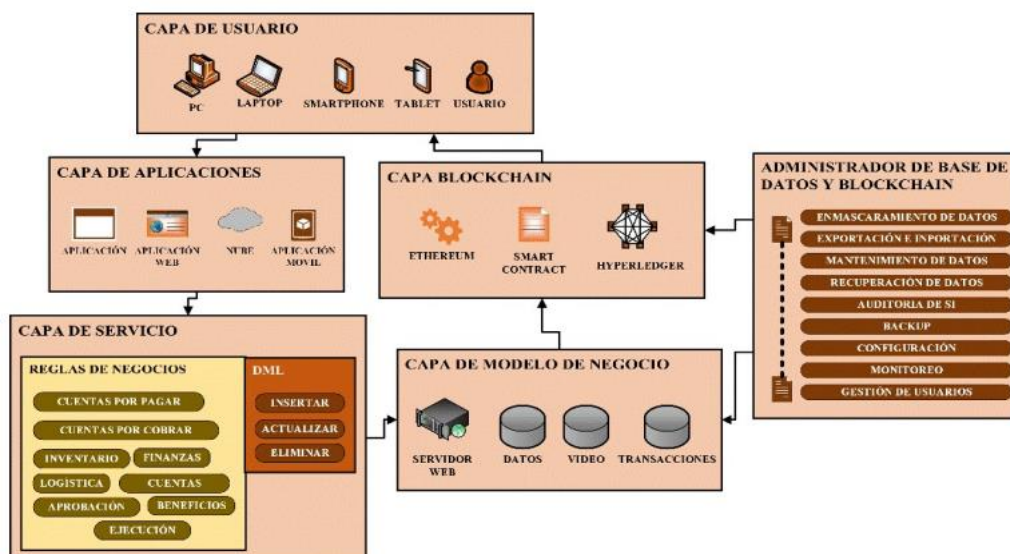 CAPA DE USUARIO
PC
LAPTOP
SMARTPHONE
TABLET
USUARIO
CAPA DE APLICACIONES
APLICACIÓN
APLICACIÓN
WEB
NUBE
APLICACIÓN
MOVIL
CAPA BLOCKCHAIN
ETHEREUM
SMART
CONTRACT
HYPERLEDGER
ADMINISTRADOR DE BASE DE
DATOS Y BLOCKCHAIN
ENMASCARAMIENTO DE DATOS
EXPORTACIÓN E INPORTACIÓN
MANTENIMIENTO DE DATOS
RECUPERACIÓN DE DATOS
AUDITORIA DE SI
BACKUP
CONFIGURACIÓN
MONITOREO
GESTIÓN DE USUARIOS
CAPA DE SERVICIO
REGLAS DE NEGOCIOS
CUENTAS POR PAGAR
CUENTAS POR COBRAR
INVENTARIO
FINANZAS
LOGISTICA
CUENTAS
APROBACIÓN
BENEFICIOS
EJECUCIÓN
DML
INSERTAR
ACTUALIZAR
ELIMINAR
CAPA DE MODELO DE NEGOCIO
SERVIDOR
WEB
DATOS
VIDEO
TRANSACCIONES